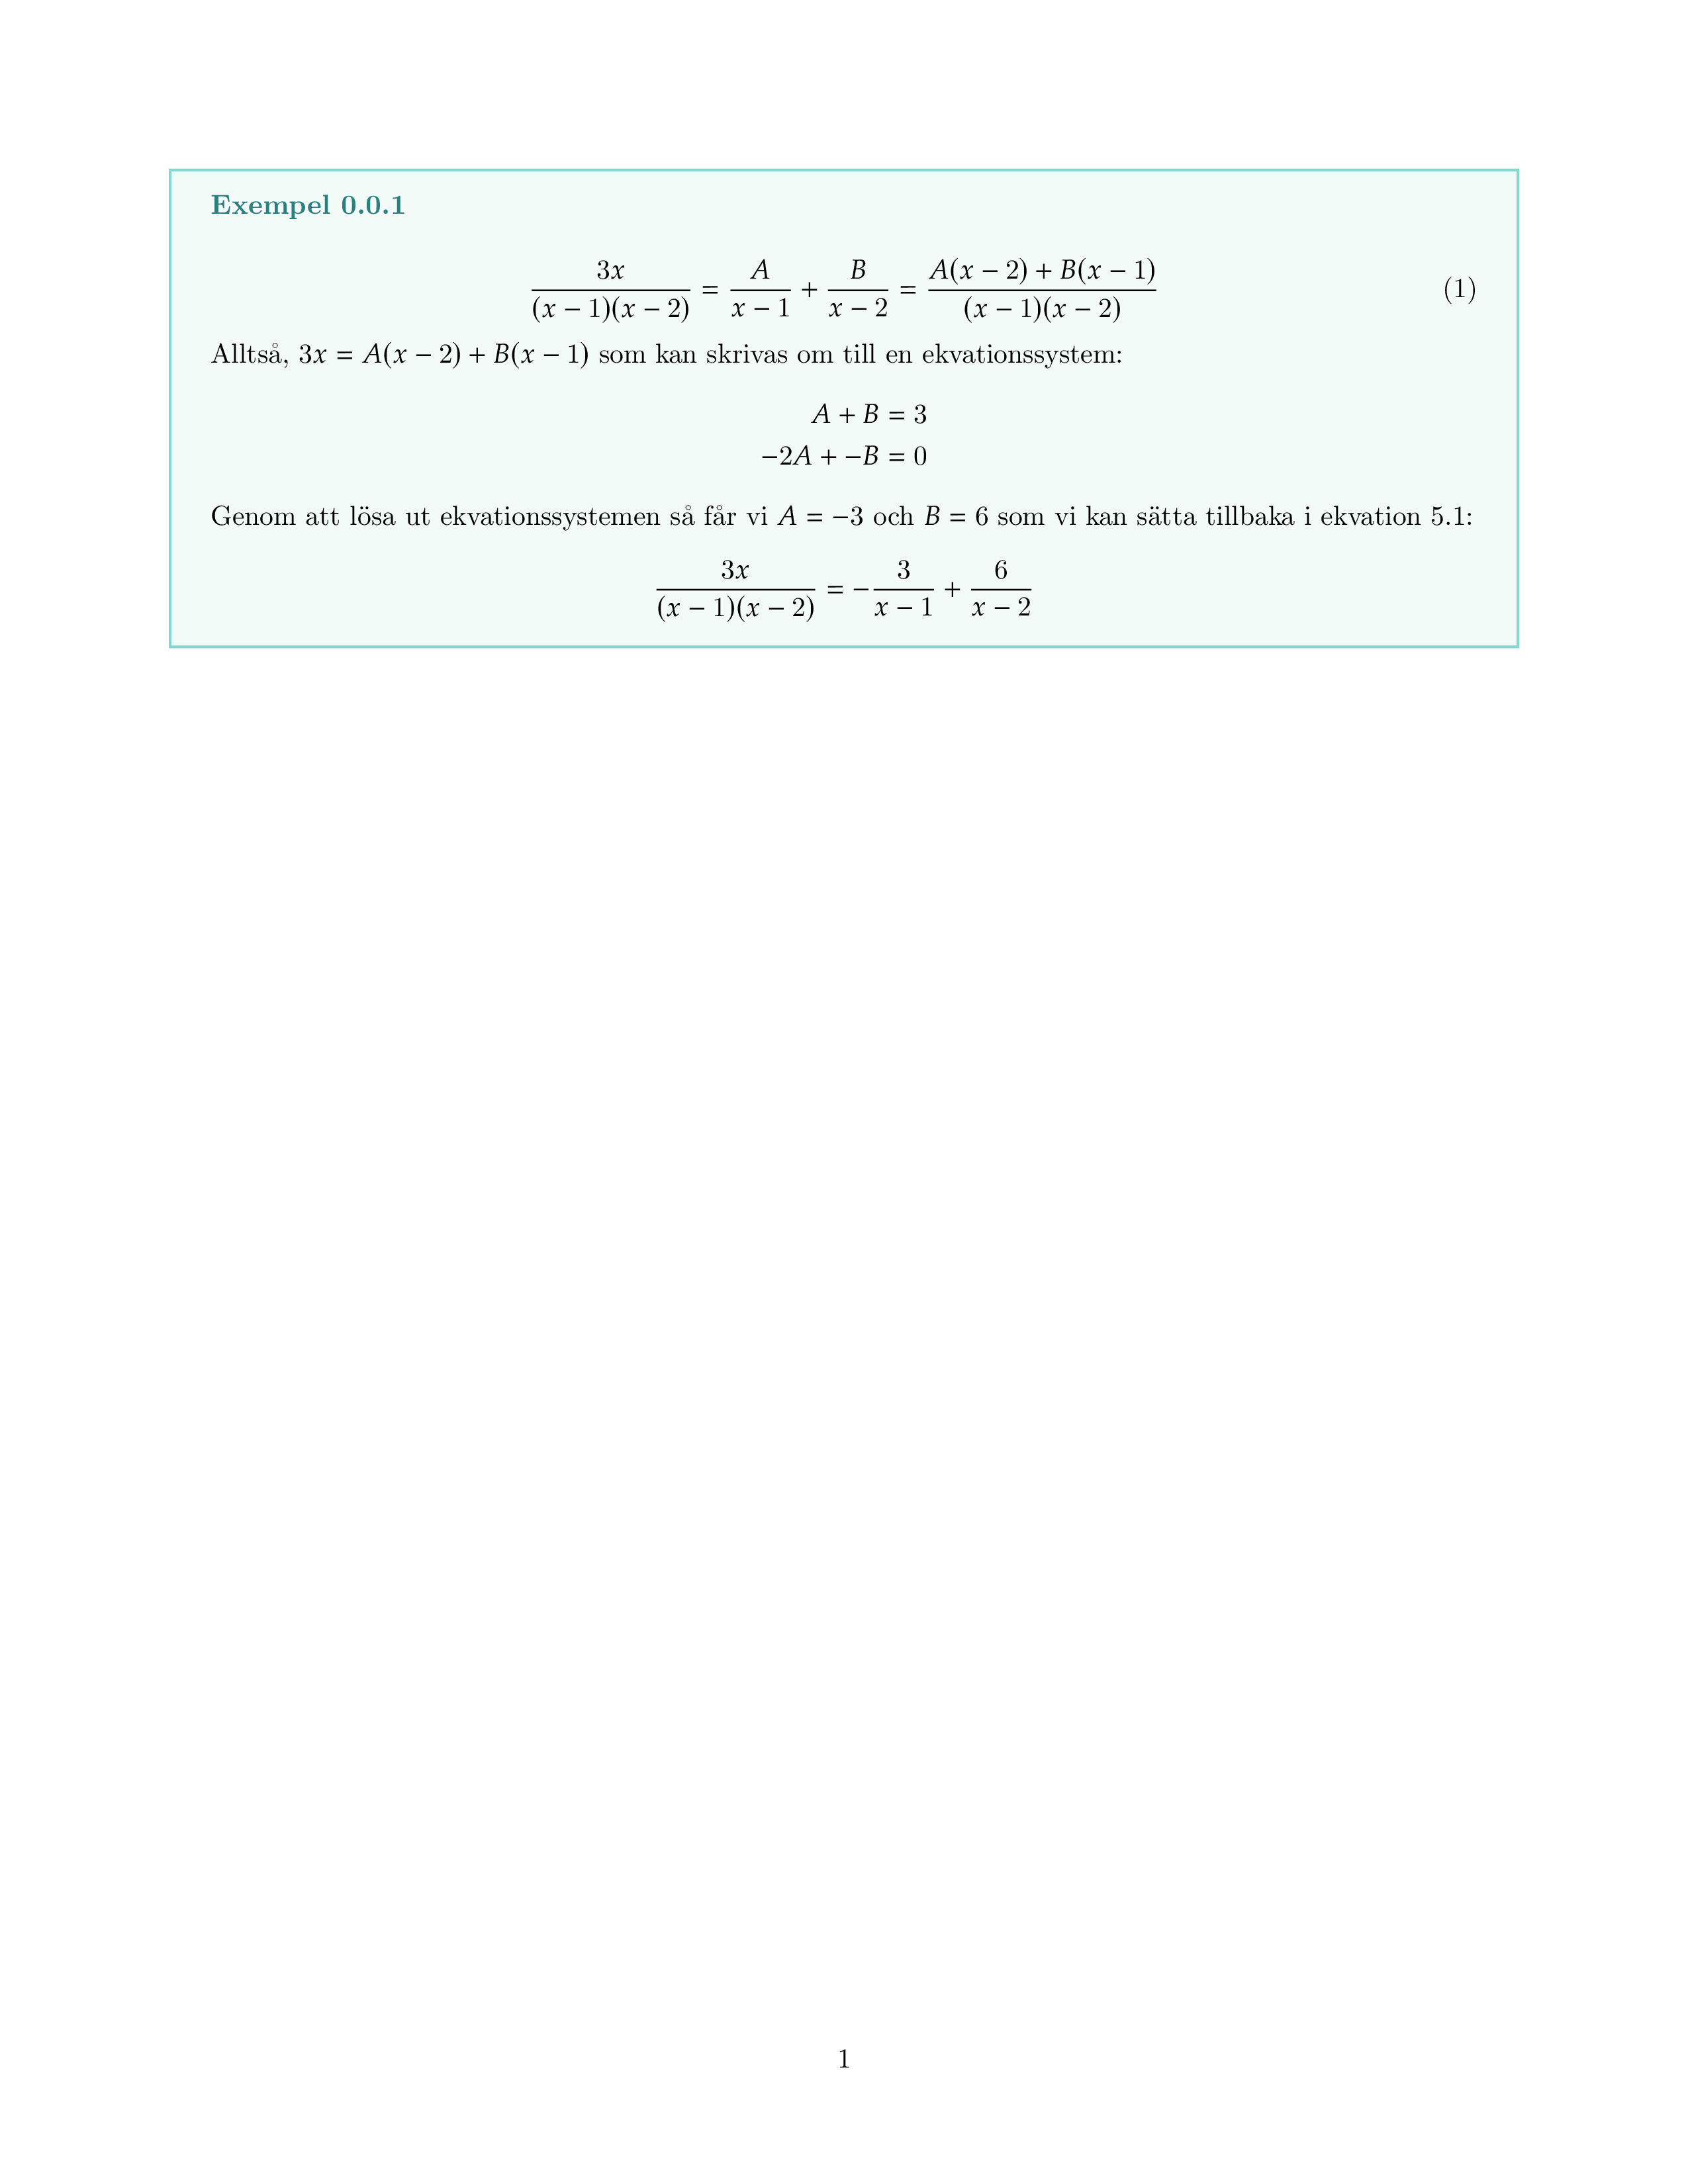 Exempel 0.0.1
\frac{3x}{(x − 1)(x − 2)} = \frac{A}{x − 1} + \frac{B}{x − 2} = \frac{A(x − 2) + B(x − 1)}{(x − 1)(x − 2)} (1)
Alltså, 3x = A(x − 2) + B(x − 1) som kan skrivas om till en ekvationssystem:
A + B = 3
−2A + −B = 0
Genom att lösa ut ekvationssystemen så får vi A = −3 och B = 6 som vi kan sätta tillbaka i ekvation 5.1:
\frac{3x}{(x − 1)(x − 2)} = −\frac{3}{x − 1} + \frac{6}{x − 2}
1